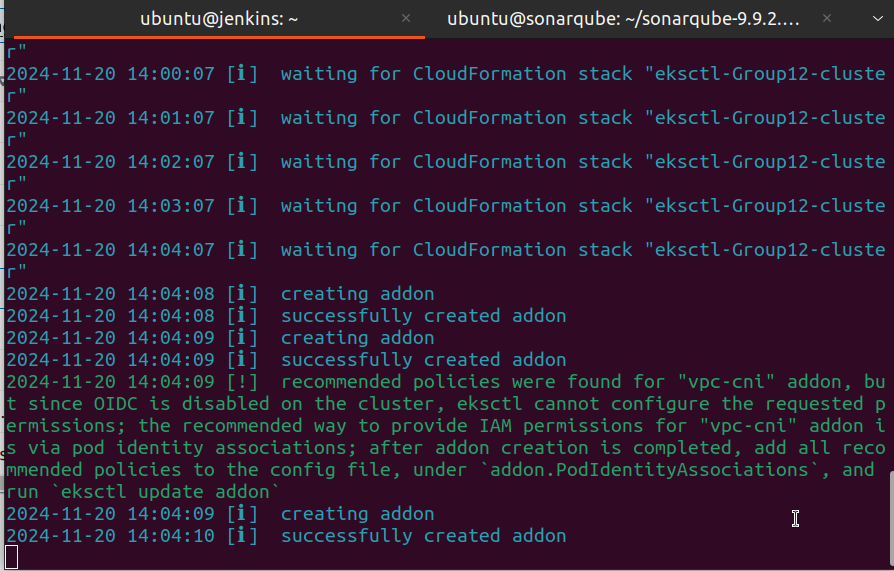 ubuntu@jenkins: ~ × ubuntu@sonarqube: ~/sonarqube-9.9.2.... ×
r"
2024-11-20 14:00:07 [ℹ]  waiting for CloudFormation stack "eksctl-Group12-cluste
r"
2024-11-20 14:01:07 [ℹ]  waiting for CloudFormation stack "eksctl-Group12-cluste
r"
2024-11-20 14:02:07 [ℹ]  waiting for CloudFormation stack "eksctl-Group12-cluste
r"
2024-11-20 14:03:07 [ℹ]  waiting for CloudFormation stack "eksctl-Group12-cluste
r"
2024-11-20 14:04:07 [ℹ]  waiting for CloudFormation stack "eksctl-Group12-cluste
r"
2024-11-20 14:04:08 [ℹ]  creating addon
2024-11-20 14:04:08 [ℹ]  successfully created addon
2024-11-20 14:04:09 [ℹ]  creating addon
2024-11-20 14:04:09 [ℹ]  successfully created addon
2024-11-20 14:04:09 [!]  recommended policies were found for "vpc-cni" addon, bu
t since OIDC is disabled on the cluster, eksctl cannot configure the requested p
ermissions; the recommended way to provide IAM permissions for "vpc-cni" addon i
s via pod identity associations; after addon creation is completed, add all reco
mmended policies to the config file, under `addon.PodIdentityAssociations`, and
run `eksctl update addon`
2024-11-20 14:04:09 [ℹ]  creating addon
2024-11-20 14:04:10 [ℹ]  successfully created addon